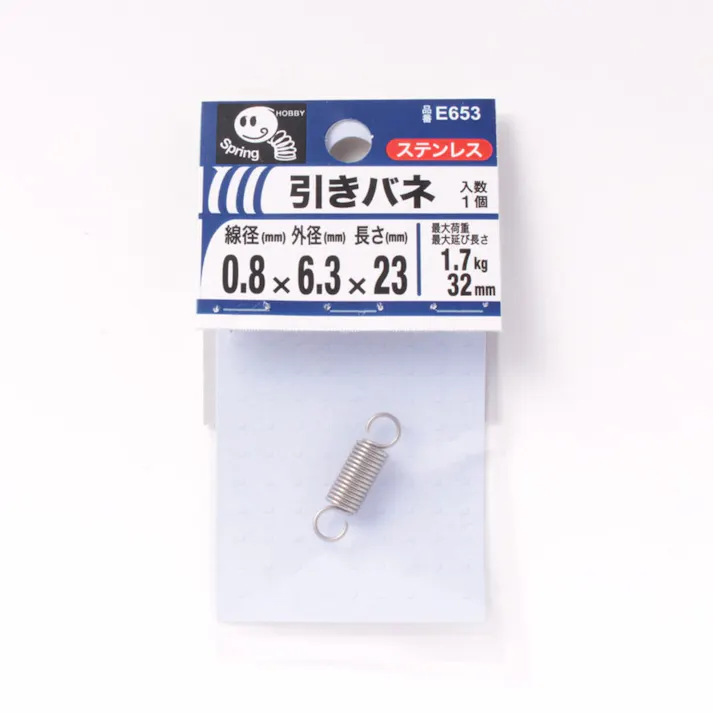 HOBBY
Spring
品番 E653
ステンレス
引きバネ
入数
1個
線径(mm) 外径(mm) 長さ(mm)
0.8×6.3×23
最大荷重
最大延び長さ
1.7kg
32mm